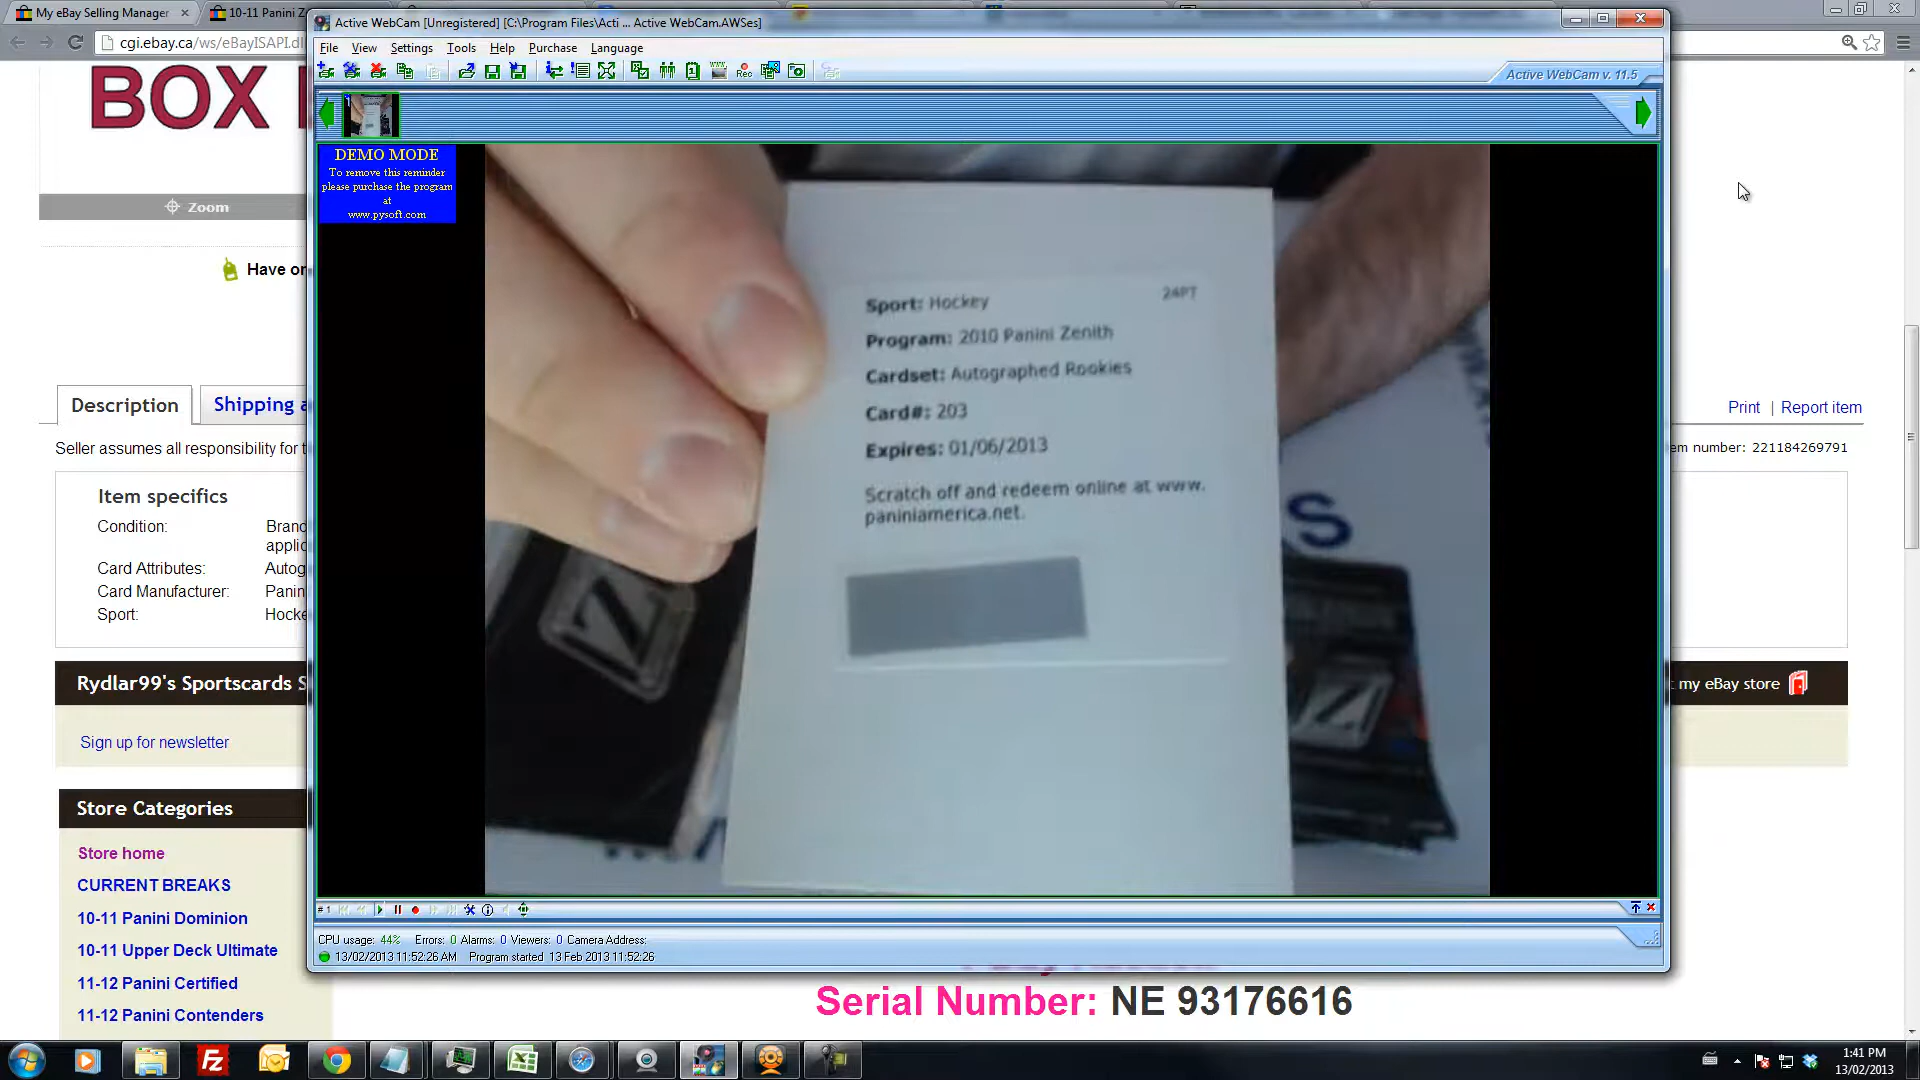 My eBay Selling Manager
10-11 Panini Z
cgi.ebay.ca/ws/eBayISAPI.dl
Active WebCam [Unregistered] [C:\Program Files\Acti ... Active WebCam.AWSes]
File View Settings Tools Help Purchase Language
Rec
Active WebCam v. 11.5
DEMO MODE
To remove this reminder
please purchase the program
at
www.pysoft.com
BOX
Zoom
Have or
Description
Shipping a
Print | Report item
Seller assumes all responsibility for t
em number: 221184269791
Item specifics
Condition: Brand
applic
Card Attributes: Autog
Card Manufacturer: Panin
Sport: Hocke
Rydlar99's Sportscards S
my eBay store
Sign up for newsletter
Store Categories
Store home
CURRENT BREAKS
10-11 Panini Dominion
10-11 Upper Deck Ultimate
11-12 Panini Certified
11-12 Panini Contenders
Sport: Hockey
24PT
Program: 2010 Panini Zenith
Cardset: Autographed Rookies
Card#: 203
Expires: 01/06/2013
Scratch off and redeem online at www.
paniniamerica.net.
S
Z
Z
#1
CPU usage: 44% Errors: 0 Alarms: 0 Viewers: 0 Camera Address:
13/02/2013 11:52:26 AM Program started 13 Feb 2013 11:52:26
Serial Number: NE 93176616
1:41 PM
13/02/2013